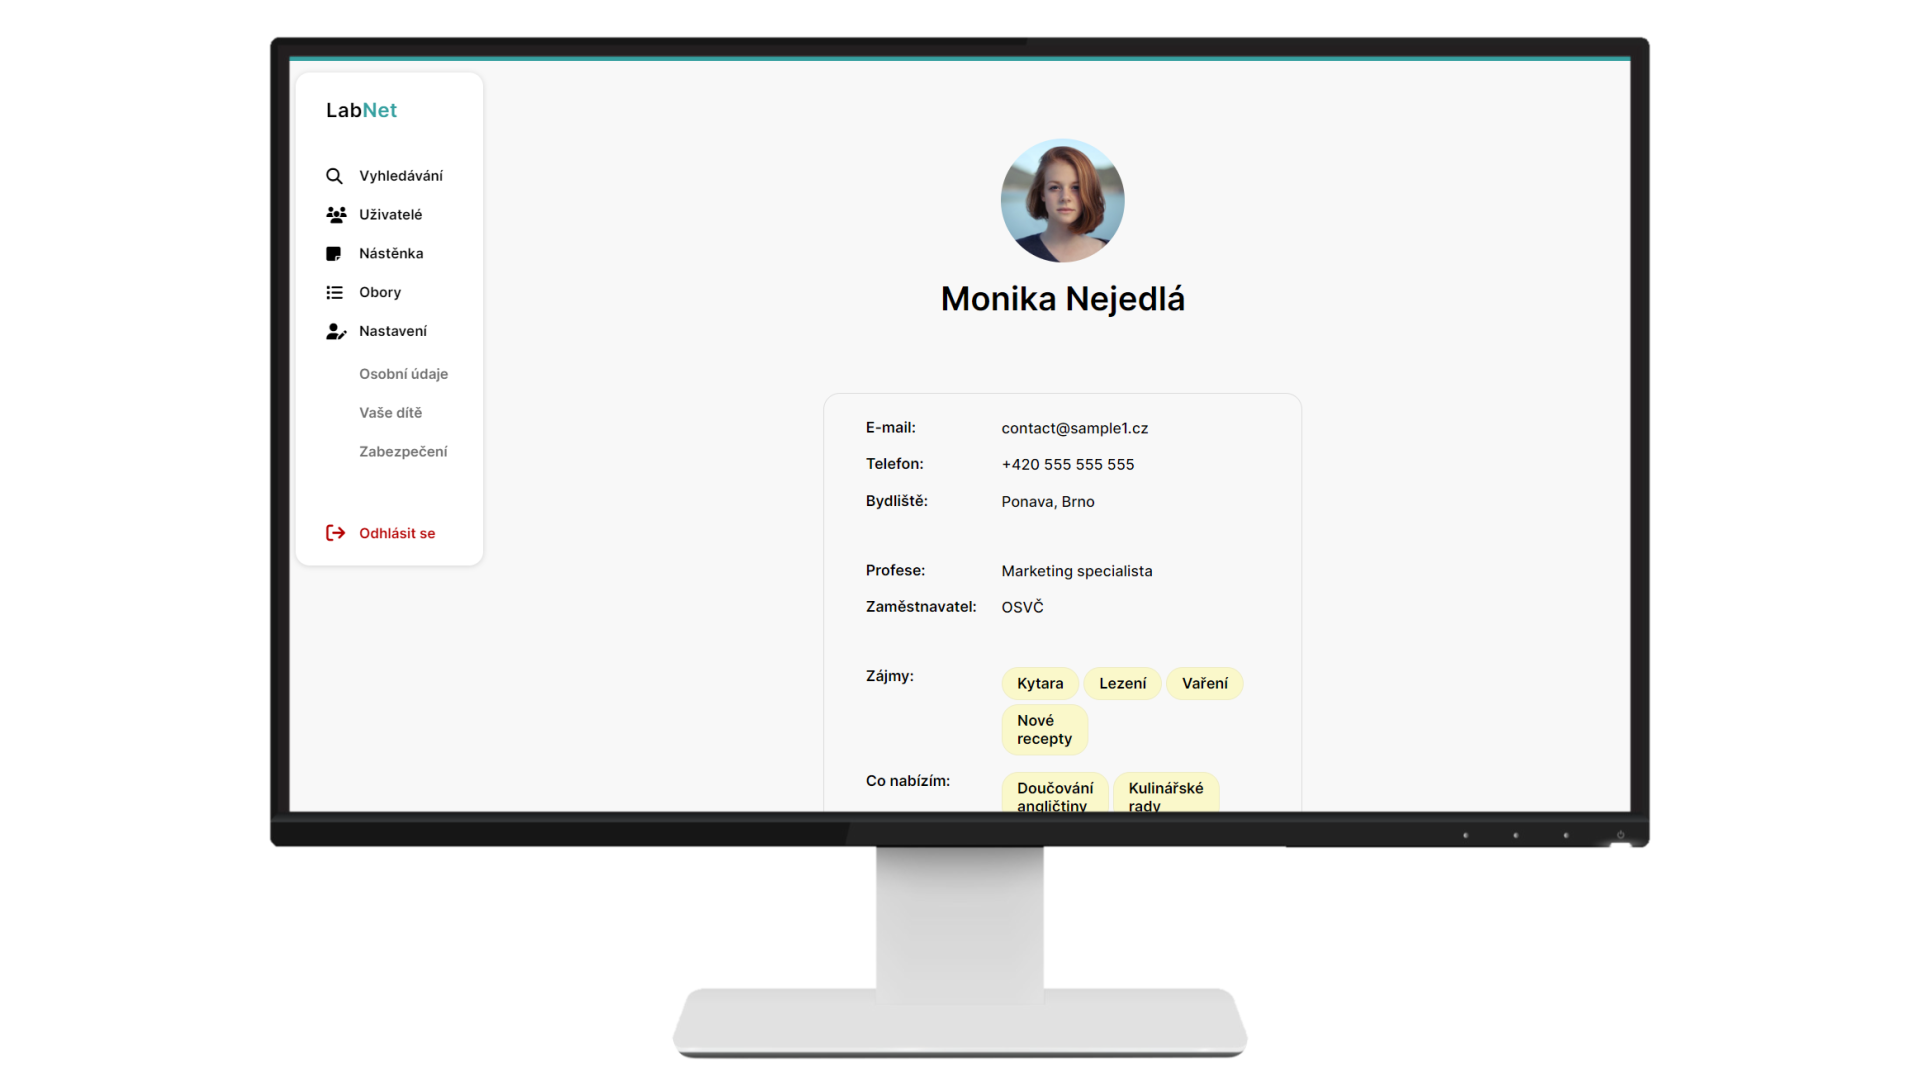 LabNet
Vyhledávání
Uživatelé
Nástěnka
Obory
Nastavení
Osobní údaje
Vaše dítě
Zabezpečení
Odhlásit se
Monika Nejedlá
E-mail: contact@sample1.cz
Telefon: +420 555 555 555
Bydliště: Ponava, Brno
Profese: Marketing specialista
Zaměstnavatel: OSVČ
Zájmy: Kytara Lezení Vaření
Nové
recepty
Co nabízím: Doučování Kulinářské
angličtiny rady